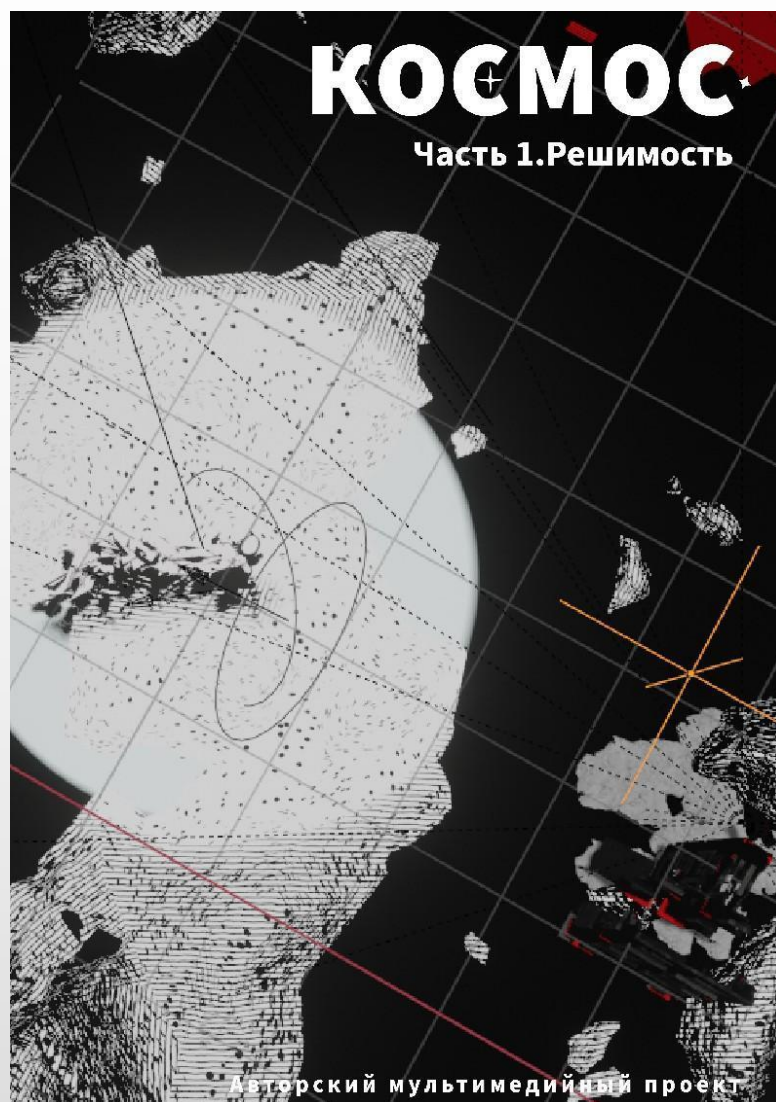 КОСМОС
Часть 1.Решимость
Авторский мультимедийный проект